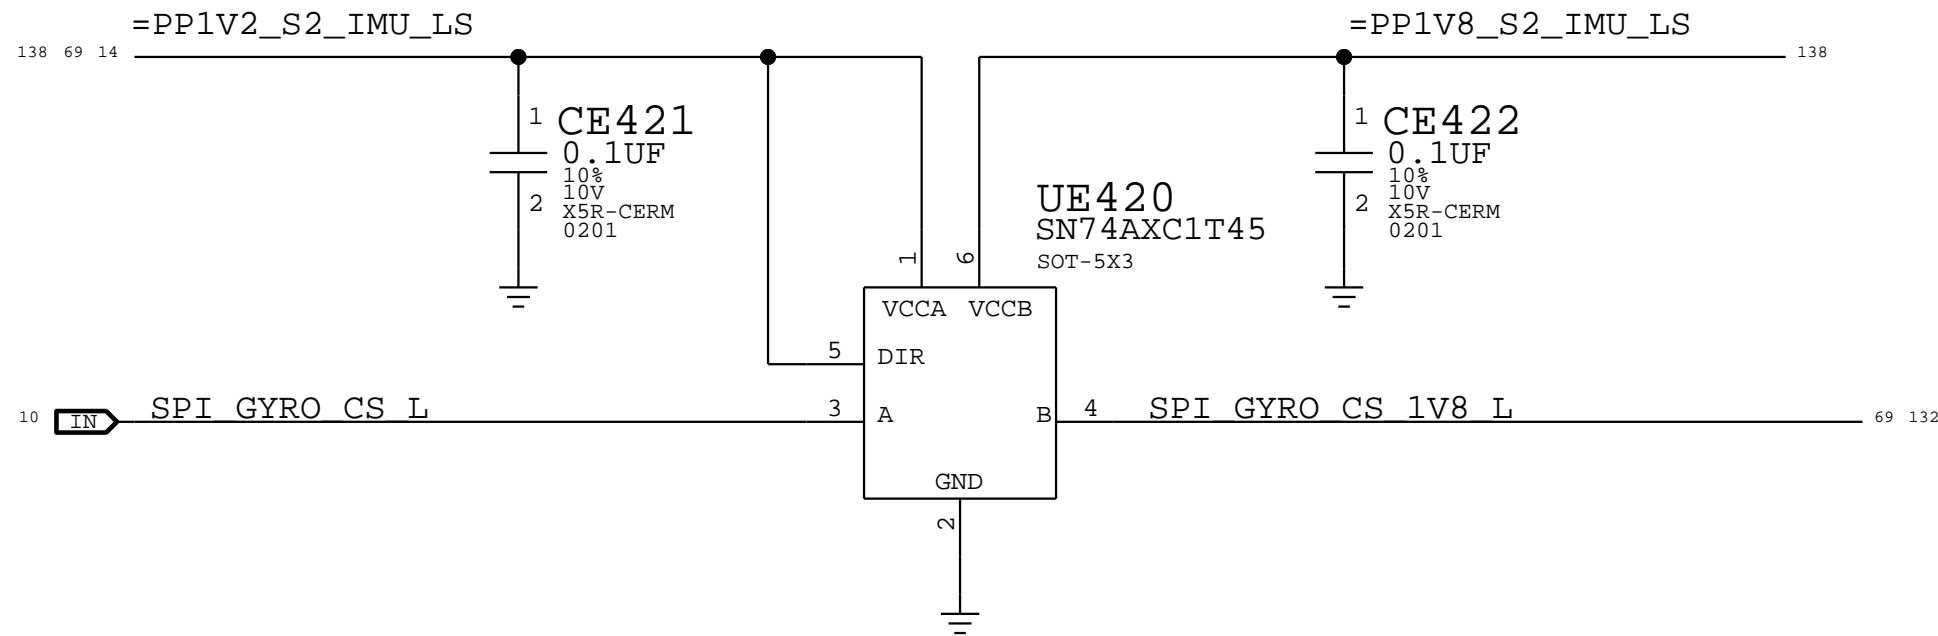 =PP1V2_S2_IMU_LS
=PP1V8_S2_IMU_LS
138 69 14
138
1 CE421
0.1UF
10%
10V
2
X5R-CERM
0201
1 CE422
0.1UF
10%
10V
2
X5R-CERM
0201
UE420
SN74AXC1T45
SOT-5X3
1
6
VCCA VCCB
5 DIR
10 IN SPI_GYRO_CS_L 3 A
B 4 SPI_GYRO_CS_1V8_L 69 132
GND
2